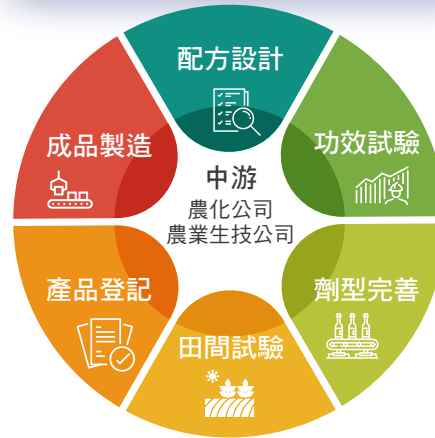 配方設計
成品製造
功效試驗
中游
農化公司
農業生技公司
產品登記
劑型完善
田間試驗